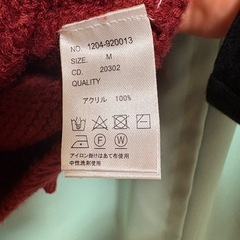 NO. 1204-920013
SIZE. M
CD. 20302
QUALITY
アクリル 100%
アイロン掛けはあて布使用
中性洗剤使用